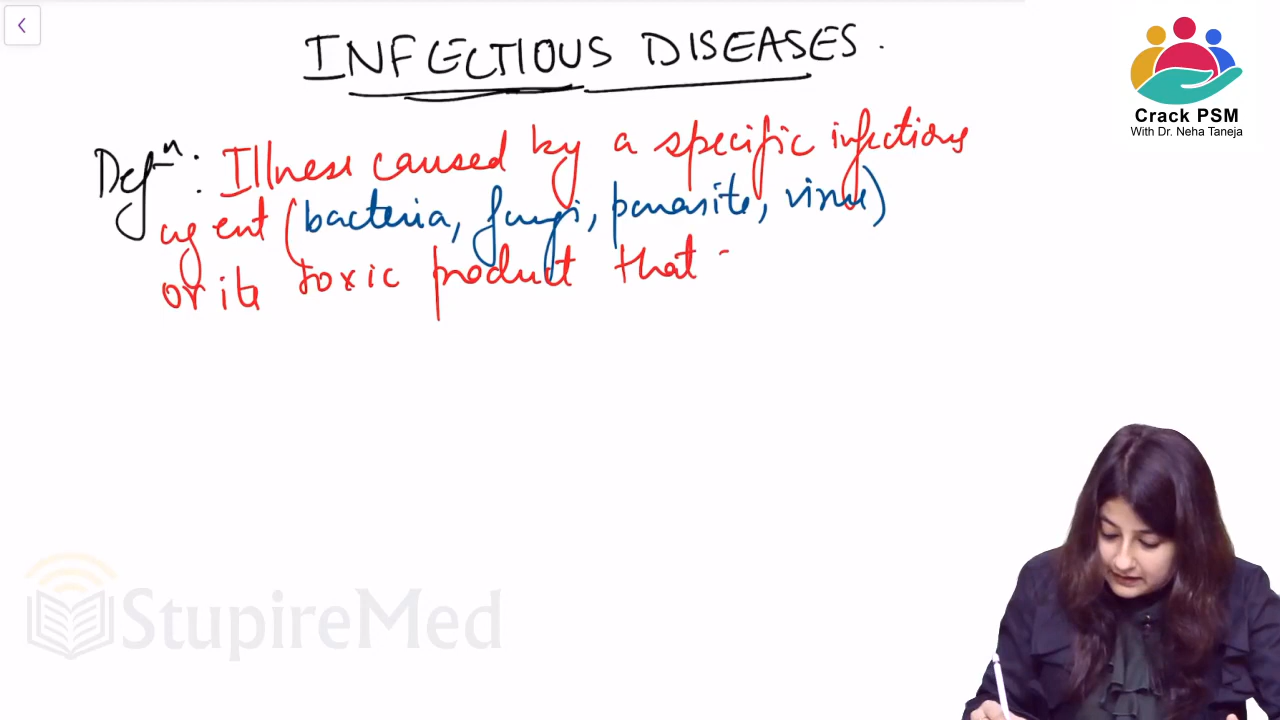 INFECTIOUS DISEASES.
Crack PSM
With Dr. Neha Taneja
Defⁿ: Illness caused by a specific infectious
agent (bacteria, fungi, parasite, virus)
or its toxic product that
StupireMed